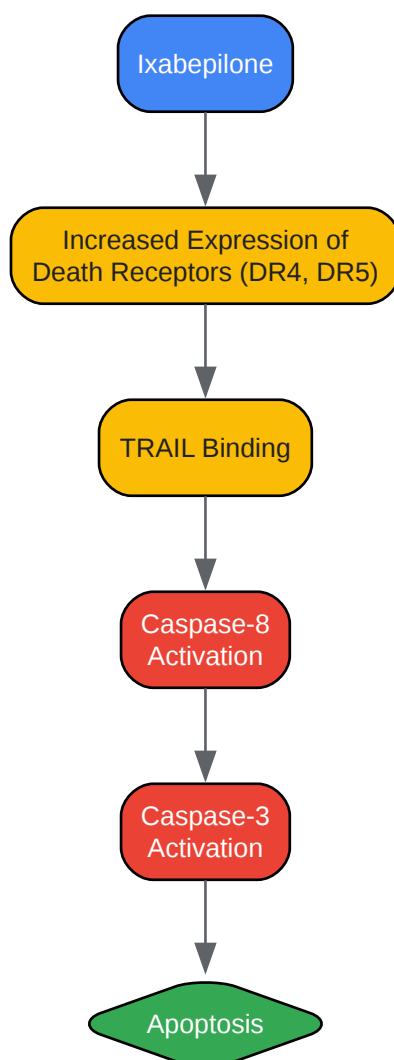 Ixabepilone
Increased Expression of
Death Receptors (DR4, DR5)
TRAIL Binding
Caspase-8
Activation
Caspase-3
Activation
Apoptosis